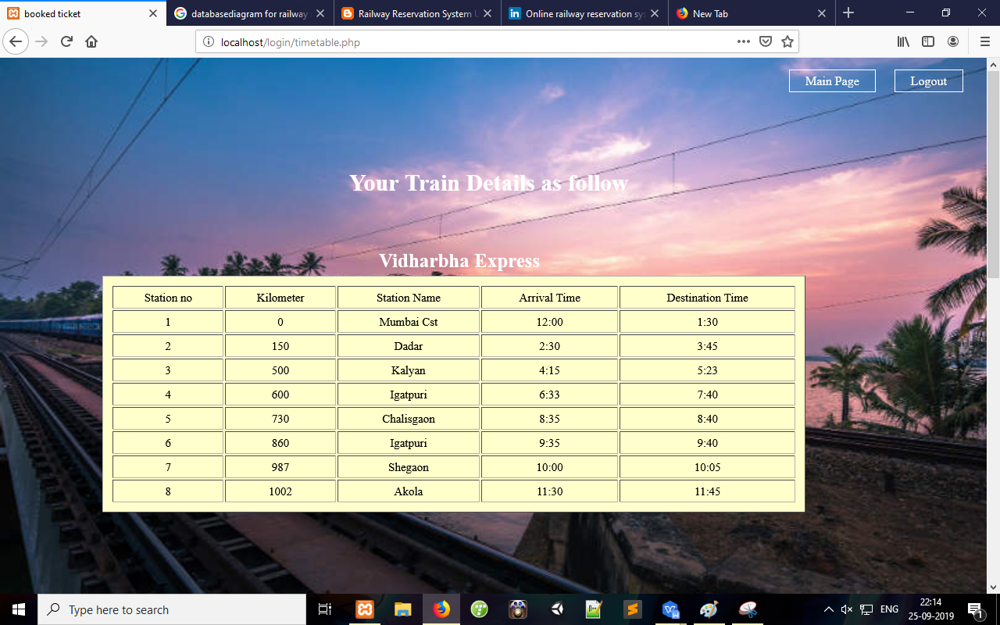 booked ticket
databasediagram for railway
Railway Reservation System U
Online railway reservation sys
New Tab
localhost/login/timetable.php
Main Page
Logout
Your Train Details as follow
Vidharbha Express
Station no Kilometer Station Name Arrival Time Destination Time
1 0 Mumbai Cst 12:00 1:30
2 150 Dadar 2:30 3:45
3 500 Kalyan 4:15 5:23
4 600 Igatpuri 6:33 7:40
5 730 Chalisgaon 8:35 8:40
6 860 Igatpuri 9:35 9:40
7 987 Shegaon 10:00 10:05
8 1002 Akola 11:30 11:45
Type here to search
ENG
22:14
25-09-2019
1